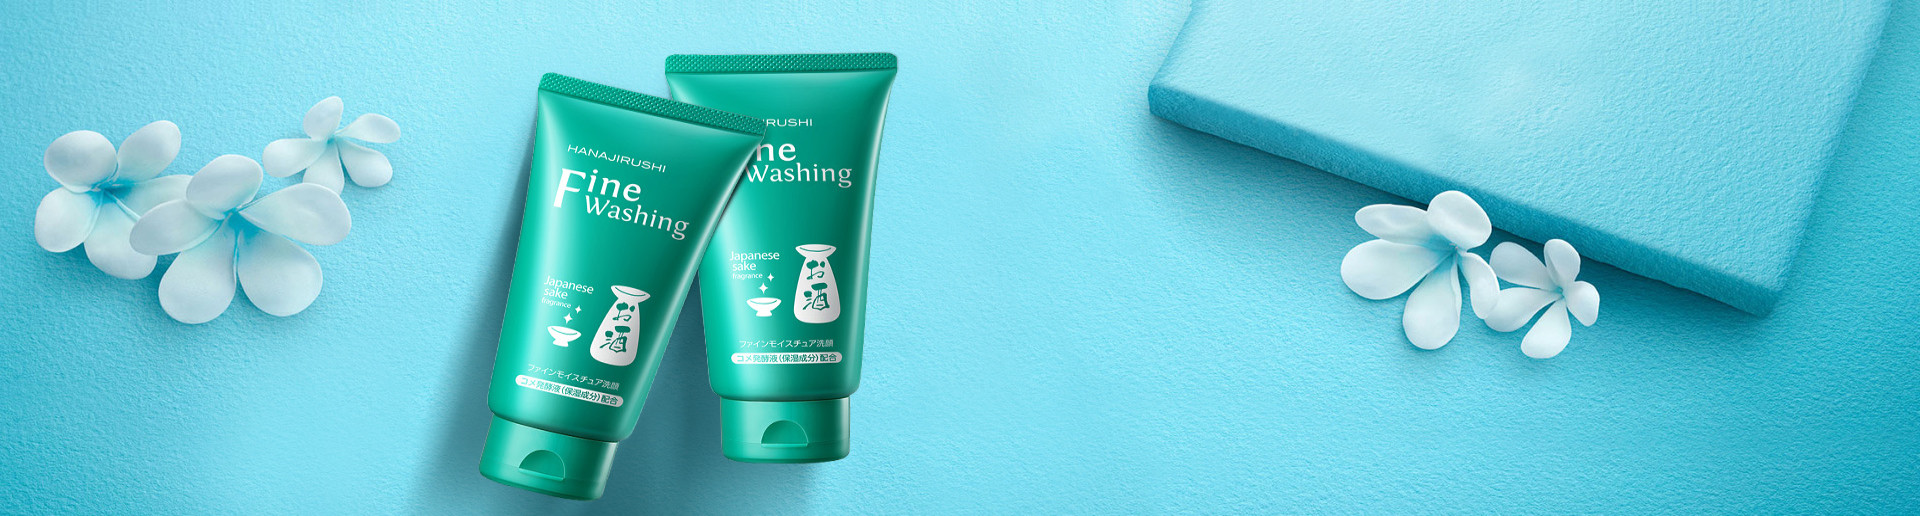 HANAJIRUSHI
Fine
Washing
Japanese
sake
fragrance
お酒
ファインモイスチュア洗顔
コメ発酵液(保湿成分)配合
RUSHI
ne
Washing
Japanese
sake
fragrance
お酒
ファインモイスチュア洗顔
コメ発酵液(保湿成分)配合